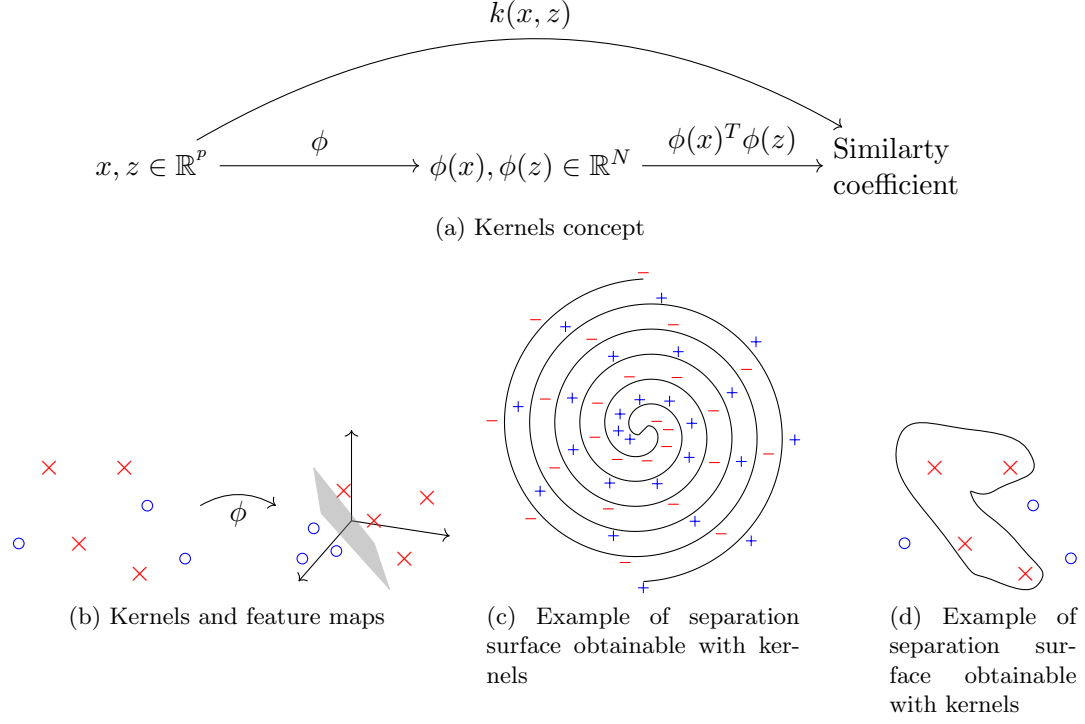 k(x, z)
x, z ∈ ℝ^p
ϕ
ϕ(x), ϕ(z) ∈ ℝ^N
ϕ(x)^T ϕ(z)
Similarty
coefficient
(a) Kernels concept
ϕ
(b) Kernels and feature maps
(c) Example of separation
surface obtainable with ker-
nels
(d) Example of
separation sur-
face obtainable
with kernels